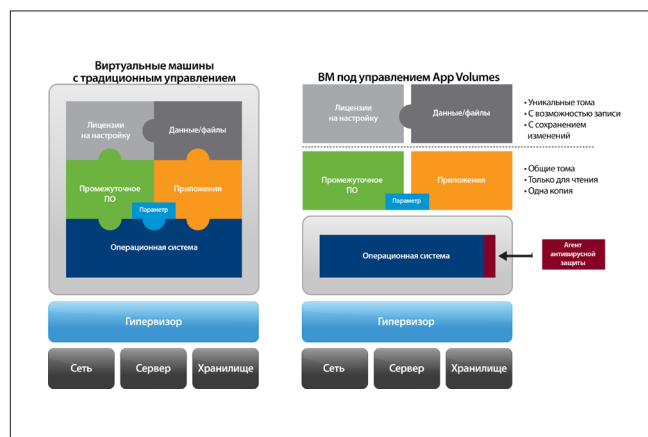 Виртуальные машины
с традиционным управлением
Лицензии
на настройку
Данные/файлы
Промежуточное
ПО
Приложения
Параметр
Операционная система
Гипервизор
Сеть
Сервер
Хранилище
ВМ под управлением App Volumes
Лицензии
на настройку
Данные/файлы
• Уникальные тома
• С возможностью записи
• С сохранением
изменений
Промежуточное
ПО
Приложения
Параметр
• Общие тома
• Только для чтения
• Одна копия
Операционная система
Агент
антивирусной
защиты
Гипервизор
Сеть
Сервер
Хранилище